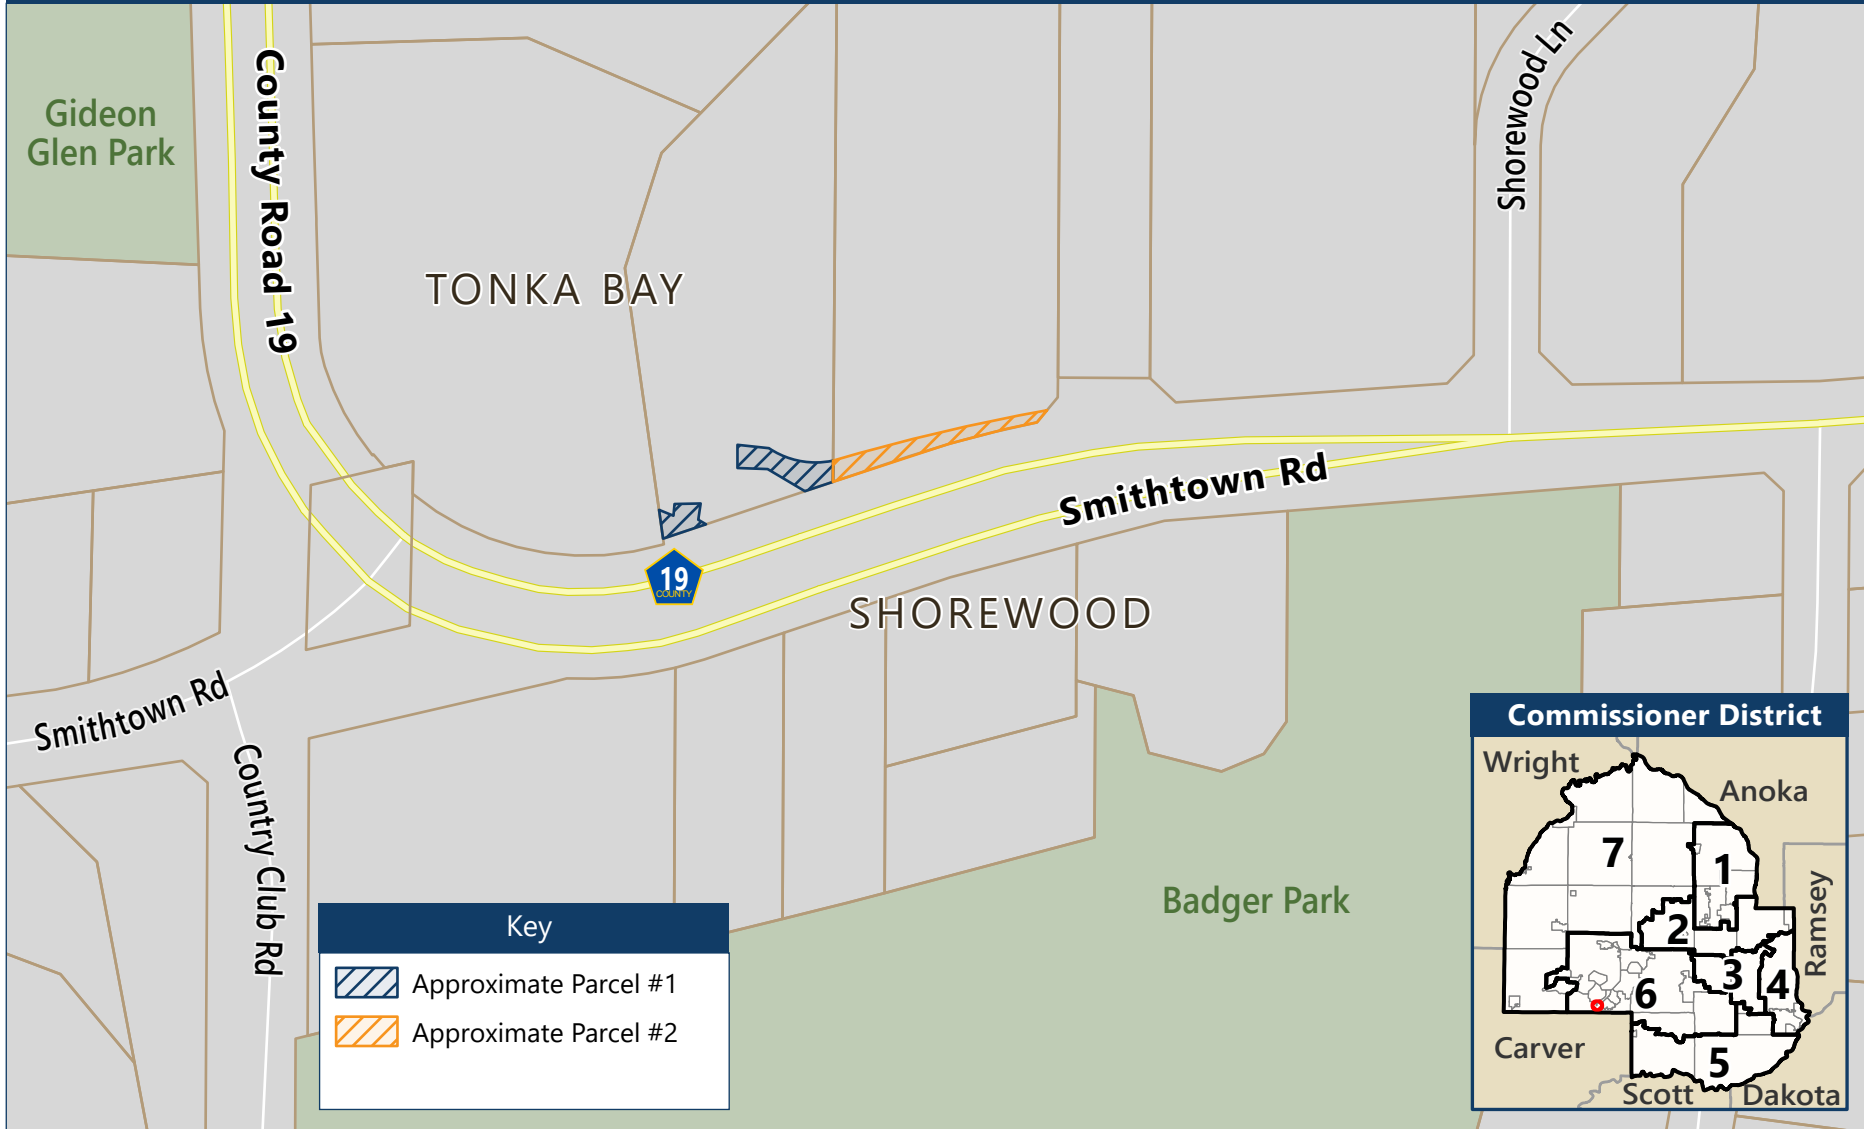 Gideon
Glen Park
County Road 19
Shorewood Ln
TONKA BAY
Smithtown Rd
19
COUNTY
SHOREWOOD
Smithtown Rd
Country Club Rd
Badger Park
Key
Approximate Parcel #1
Approximate Parcel #2
Commissioner District
Wright
Anoka
7
1
Ramsey
2
3
4
6
Carver
5
Scott
Dakota